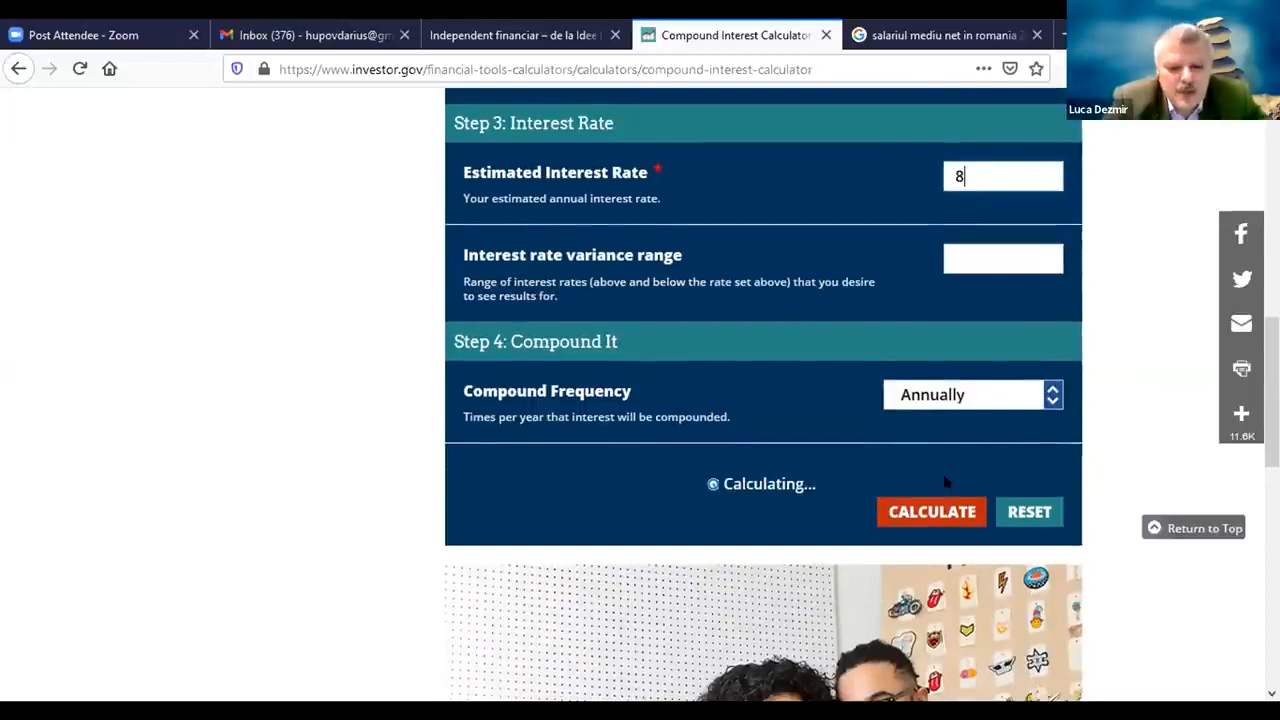 Post Attendee - Zoom
Inbox (376) - hupovdarius@gm
Independent financiar – de la Idee
Compound Interest Calculator
salariul mediu net in romania
https://www.investor.gov/financial-tools-calculators/calculators/compound-interest-calculator
Luca Dezmir
Step 3: Interest Rate
Estimated Interest Rate *
8
Your estimated annual interest rate.
Interest rate variance range
Range of interest rates (above and below the rate set above) that you desire
to see results for.
Step 4: Compound It
Compound Frequency
Annually
Times per year that interest will be compounded.
11.6K
Calculating...
CALCULATE
RESET
Return to Top